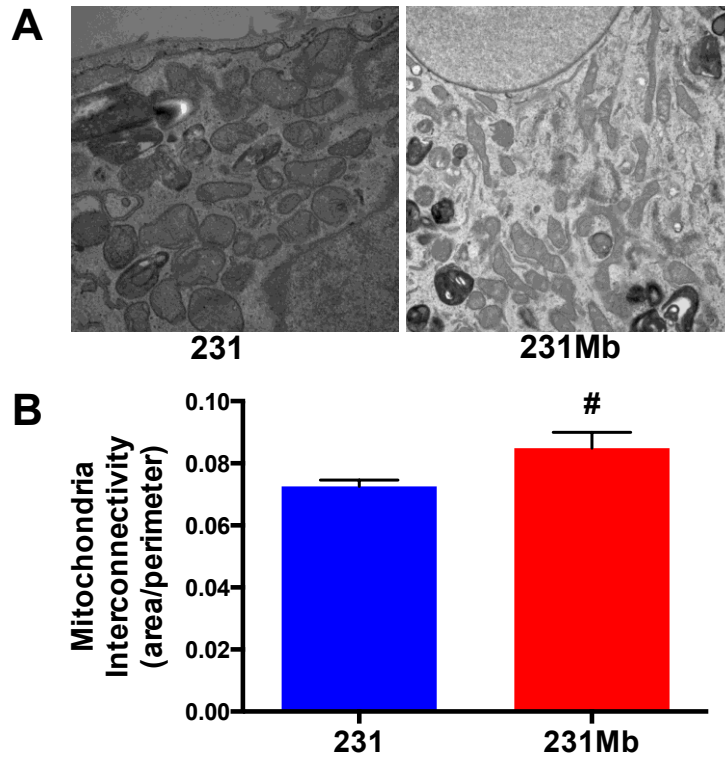 A
231
231Mb
B
Mitochondria
Interconnectivity
(area/perimeter)
0.10
0.08
0.06
0.04
0.02
0.00
#
231
231Mb